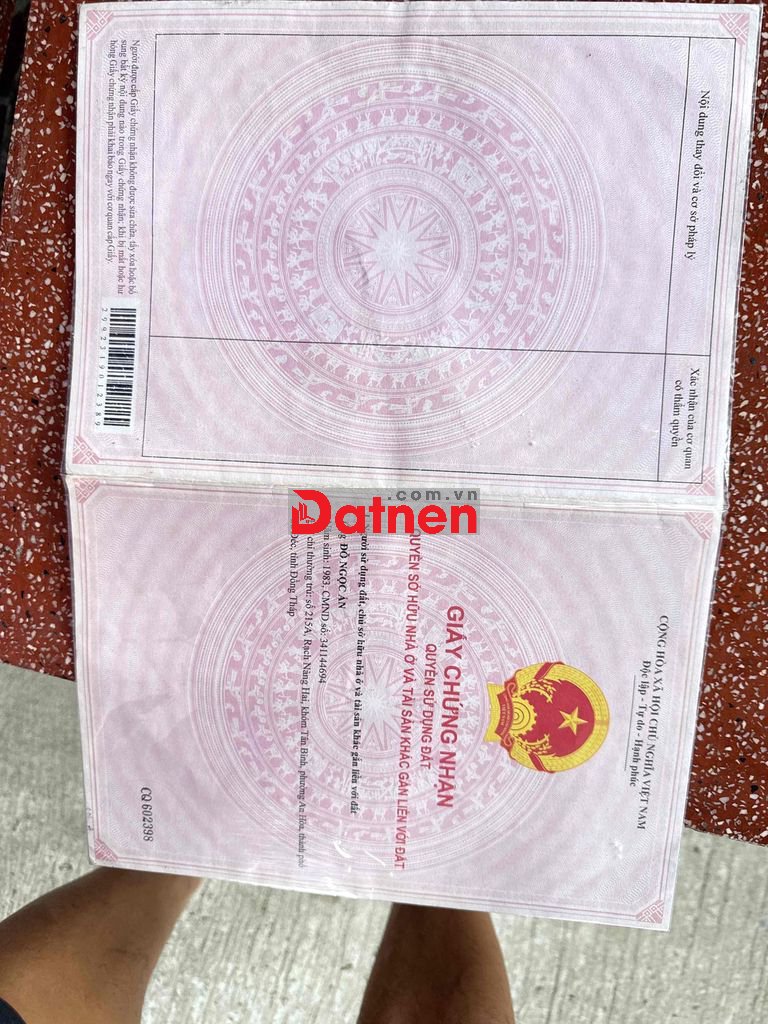 Nội dung thay đổi và cơ sở pháp lý
Xác nhận của cơ quan
có thẩm quyền
Người được cấp Giấy chứng nhận không được sửa chữa, tẩy xóa hoặc bổ
sung bất kỳ nội dung nào trong Giấy chứng nhận; khi bị mất hoặc hư
hỏng Giấy chứng nhận phải khai báo ngay với cơ quan cấp Giấy.
2992319012389
CỘNG HÒA XÃ HỘI CHỦ NGHĨA VIỆT NAM
Độc lập - Tự do - Hạnh phúc
GIẤY CHỨNG NHẬN
QUYỀN SỬ DỤNG ĐẤT
QUYỀN SỞ HỮU NHÀ Ở VÀ TÀI SẢN KHÁC GẮN LIỀN VỚI ĐẤT
người sử dụng đất, chủ sở hữu nhà ở và tài sản khác gắn liền với đất
ĐỖ NGỌC ẨN
sinh: 1983, CMND số: 341144694
chỉ thường trú: số 215A, Rạch Nàng Hai, khóm Tân Bình, phường An Hòa, thành phố
Đéc, tỉnh Đồng Tháp
CQ 602398
Datnen
.com.vn